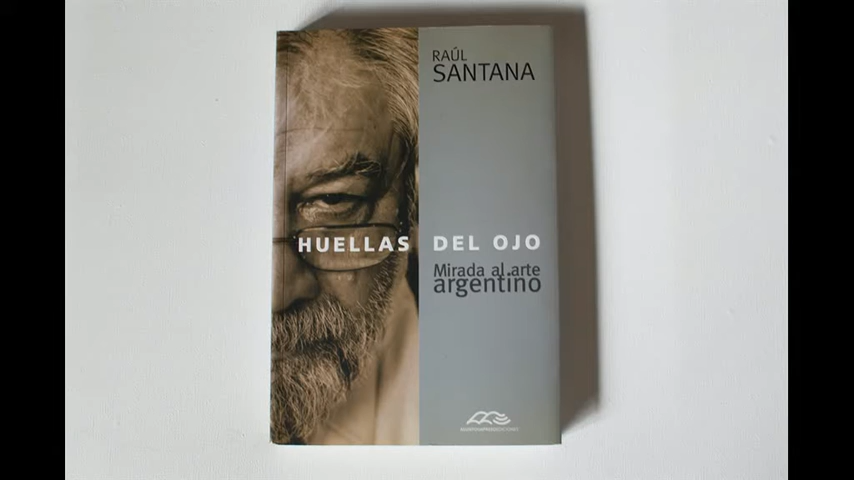 RAÚL
SANTANA
HUELLAS DEL OJO
Mirada al arte
argentino